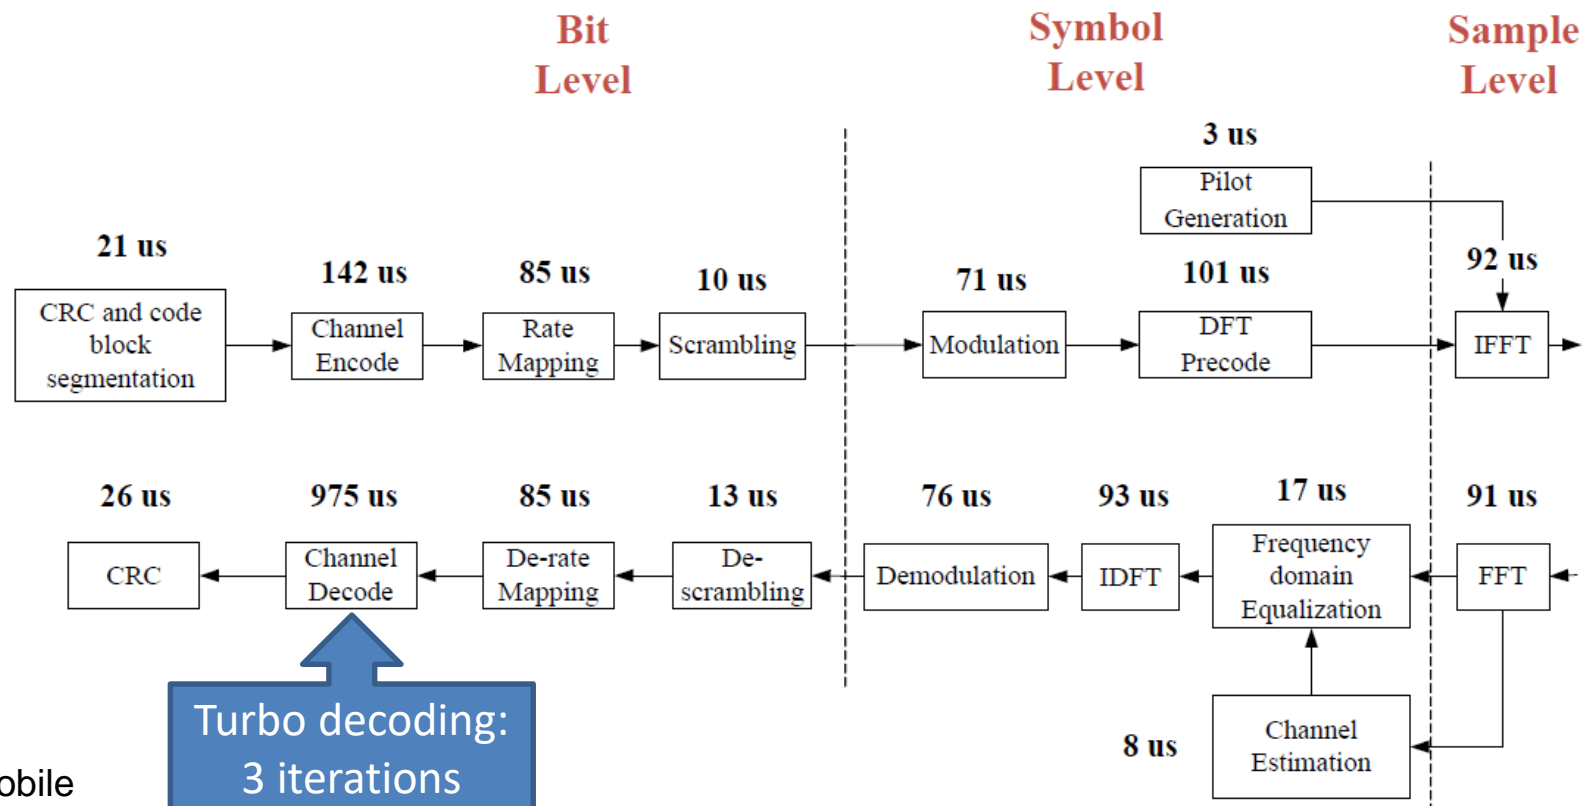 Bit
Level
Symbol
Level
Sample
Level
3 us
Pilot
Generation
21 us
CRC and code
block
segmentation
142 us
Channel
Encode
85 us
Rate
Mapping
10 us
Scrambling
71 us
Modulation
101 us
DFT
Precode
92 us
IFFT
26 us
CRC
975 us
Channel
Decode
85 us
De-rate
Mapping
13 us
De-
scrambling
76 us
Demodulation
93 us
IDFT
17 us
Frequency
domain
Equalization
91 us
FFT
Turbo decoding:
3 iterations
8 us
Channel
Estimation
obile